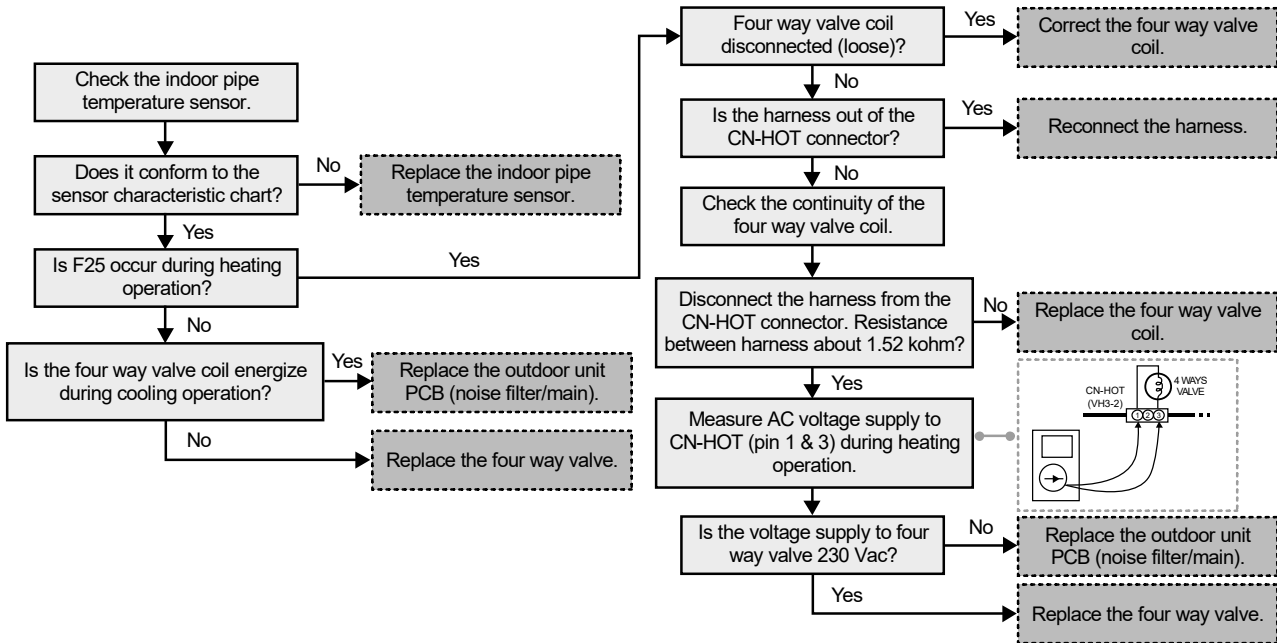 Check the indoor pipe
temperature sensor.
Does it conform to the
sensor characteristic chart?
No
Replace the indoor pipe
temperature sensor.
Yes
Is F25 occur during heating
operation?
Yes
No
Is the four way valve coil energize
during cooling operation?
Yes
Replace the outdoor unit
PCB (noise filter/main).
No
Replace the four way valve.
Four way valve coil
disconnected (loose)?
Yes
Correct the four way valve
coil.
No
Is the harness out of the
CN-HOT connector?
Yes
Reconnect the harness.
No
Check the continuity of the
four way valve coil.
Disconnect the harness from the
CN-HOT connector. Resistance
between harness about 1.52 kohm?
No
Replace the four way valve
coil.
Yes
Measure AC voltage supply to
CN-HOT (pin 1 & 3) during heating
operation.
CN-HOT
(VH3-2)
4 WAYS
VALVE
1 2 3
Is the voltage supply to four
way valve 230 Vac?
No
Replace the outdoor unit
PCB (noise filter/main).
Yes
Replace the four way valve.